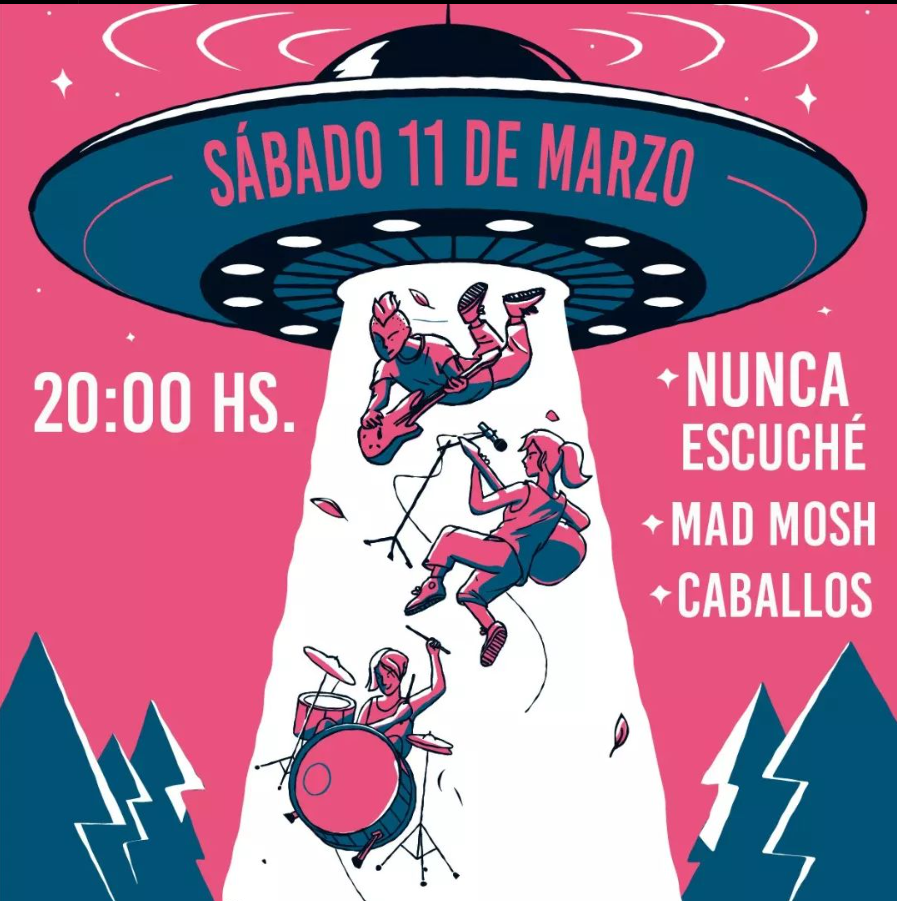 SÁBADO 11 DE MARZO
20:00 HS.
NUNCA
ESCUCHÉ
MAD MOSH
CABALLOS